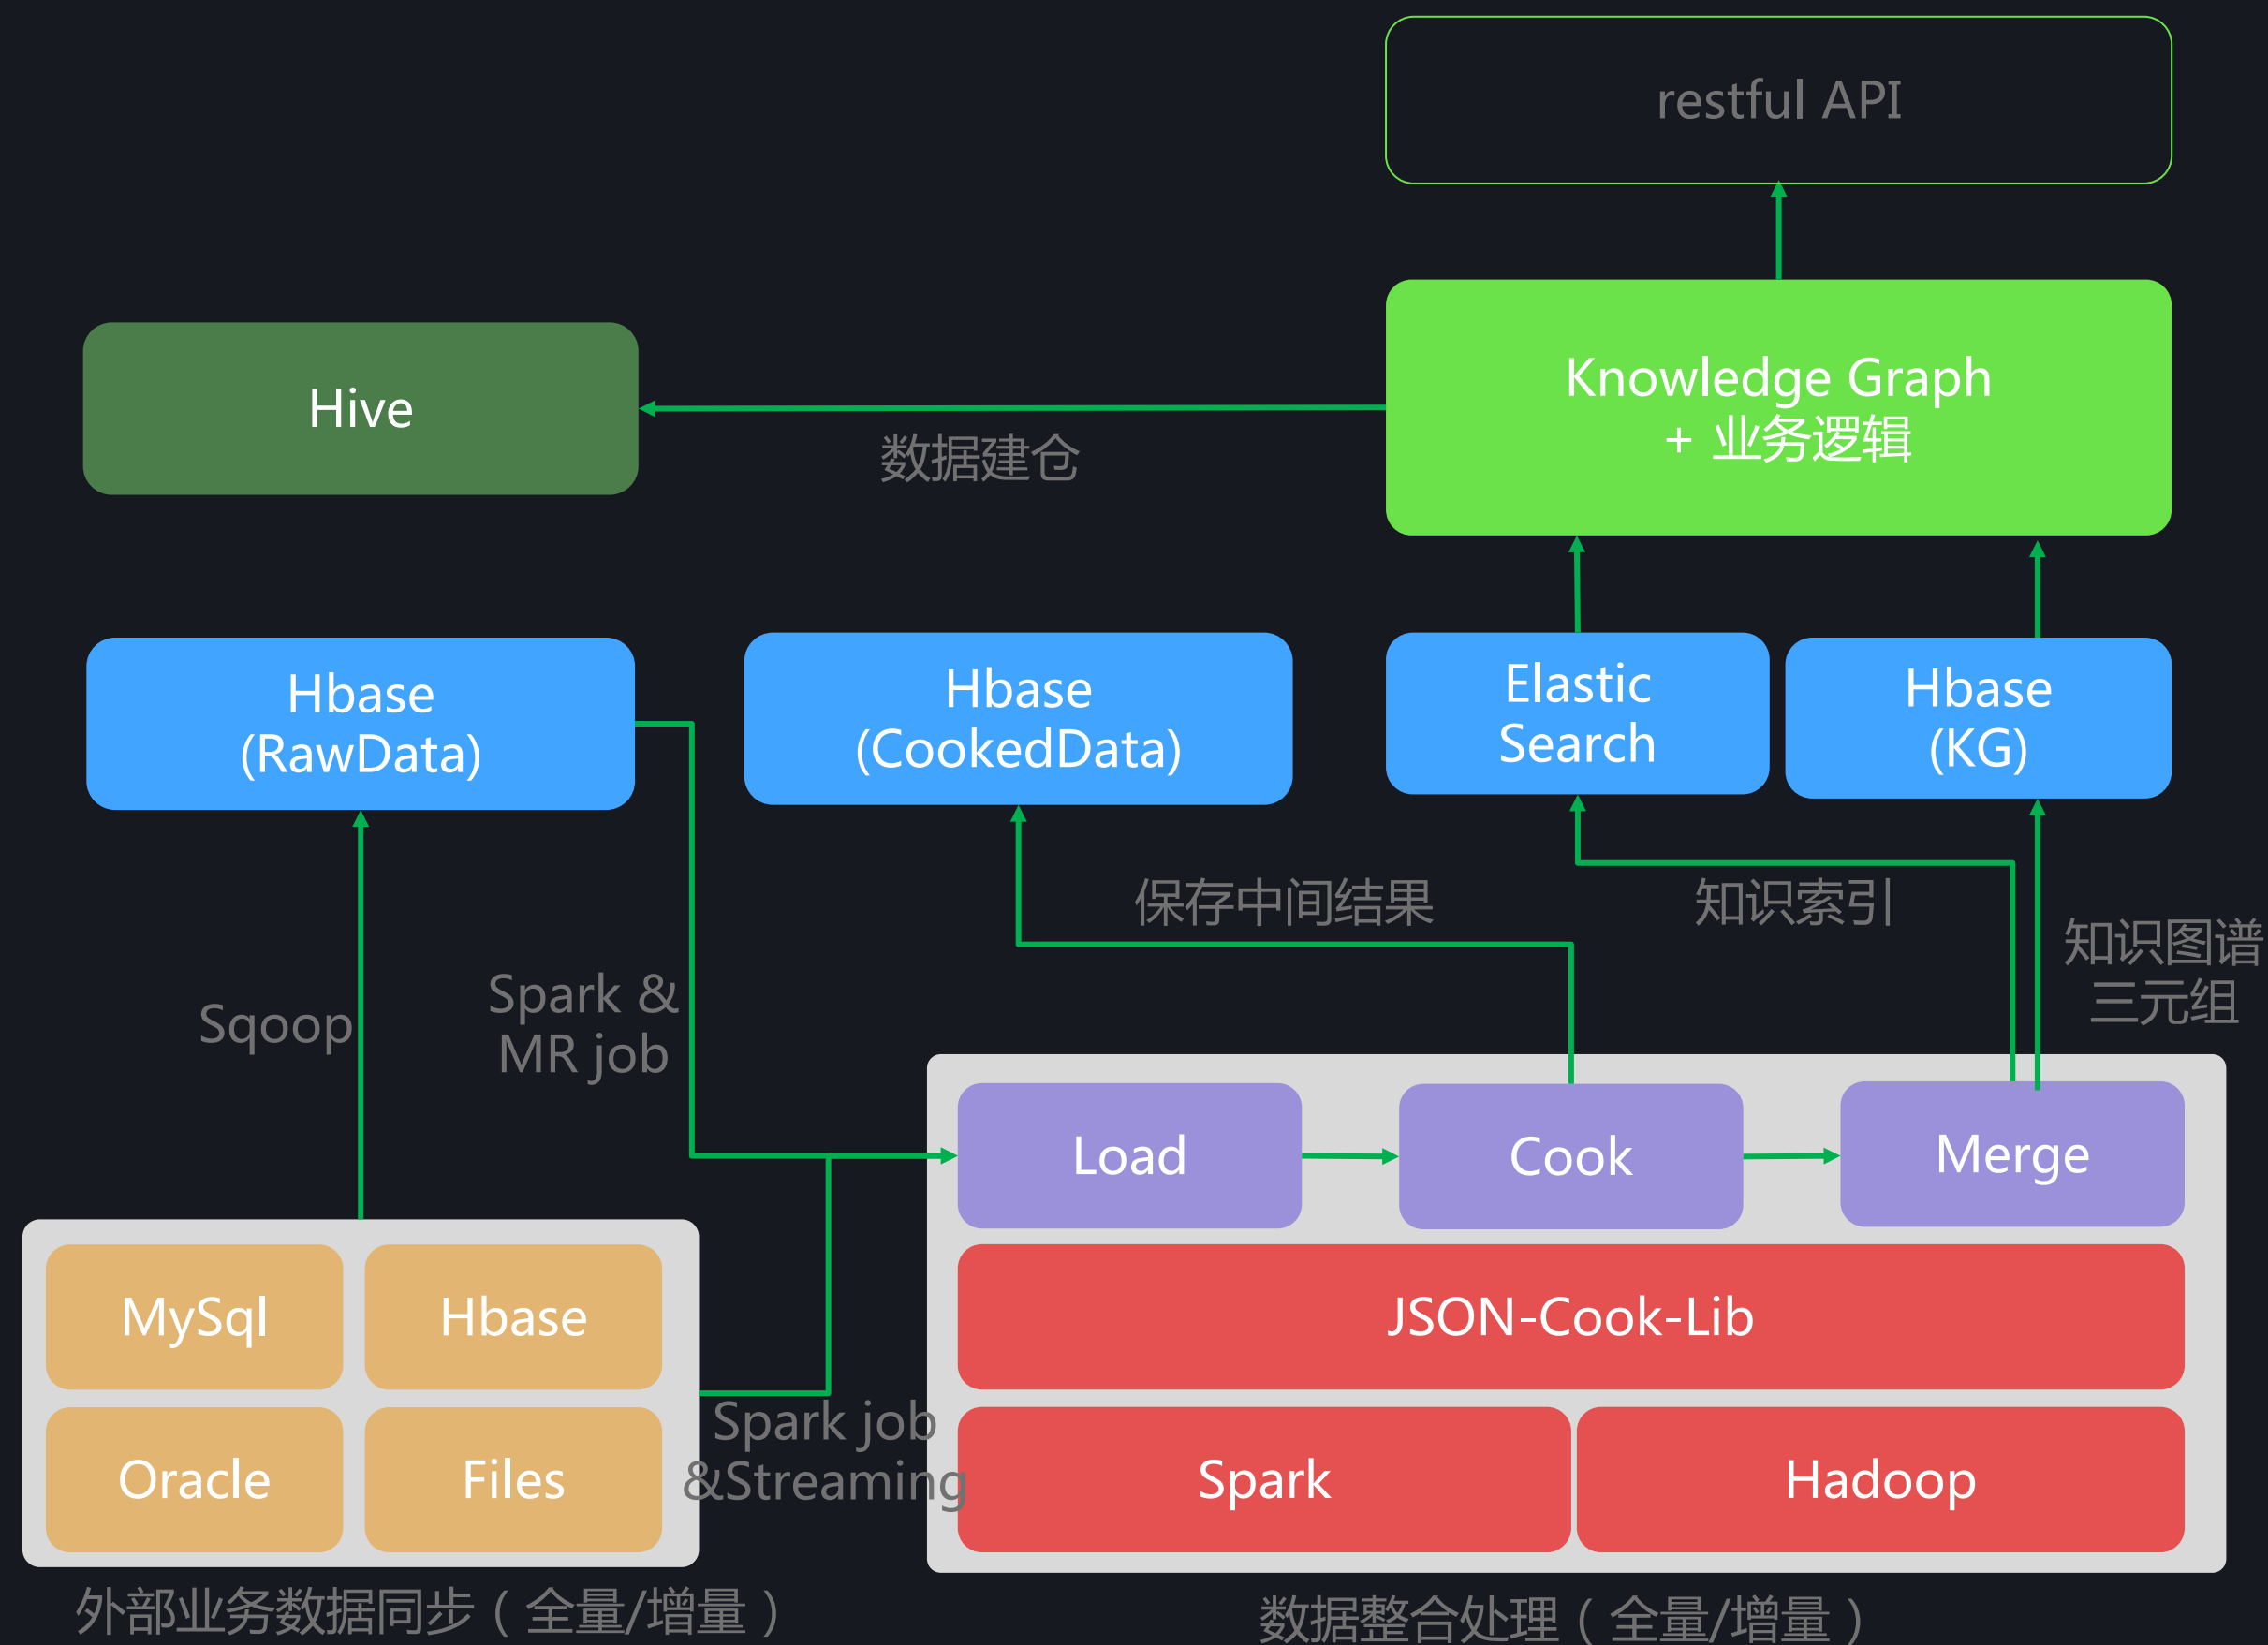 restful API
Hive
Knowledge Graph
+ 业务逻辑
数据建仓
Hbase
(RawData)
Hbase
(CookedData)
Elastic
Search
Hbase
(KG)
保存中间结果
知识索引
知识图谱
三元组
Sqoop
Spark &
MR job
Load
Cook
Merge
MySql
Hbase
JSON-Cook-Lib
Oracle
Files
Spark job
&Streaming
Spark
Hadoop
外部业务数据同步（全量/增量）
数据整合处理（全量/增量）